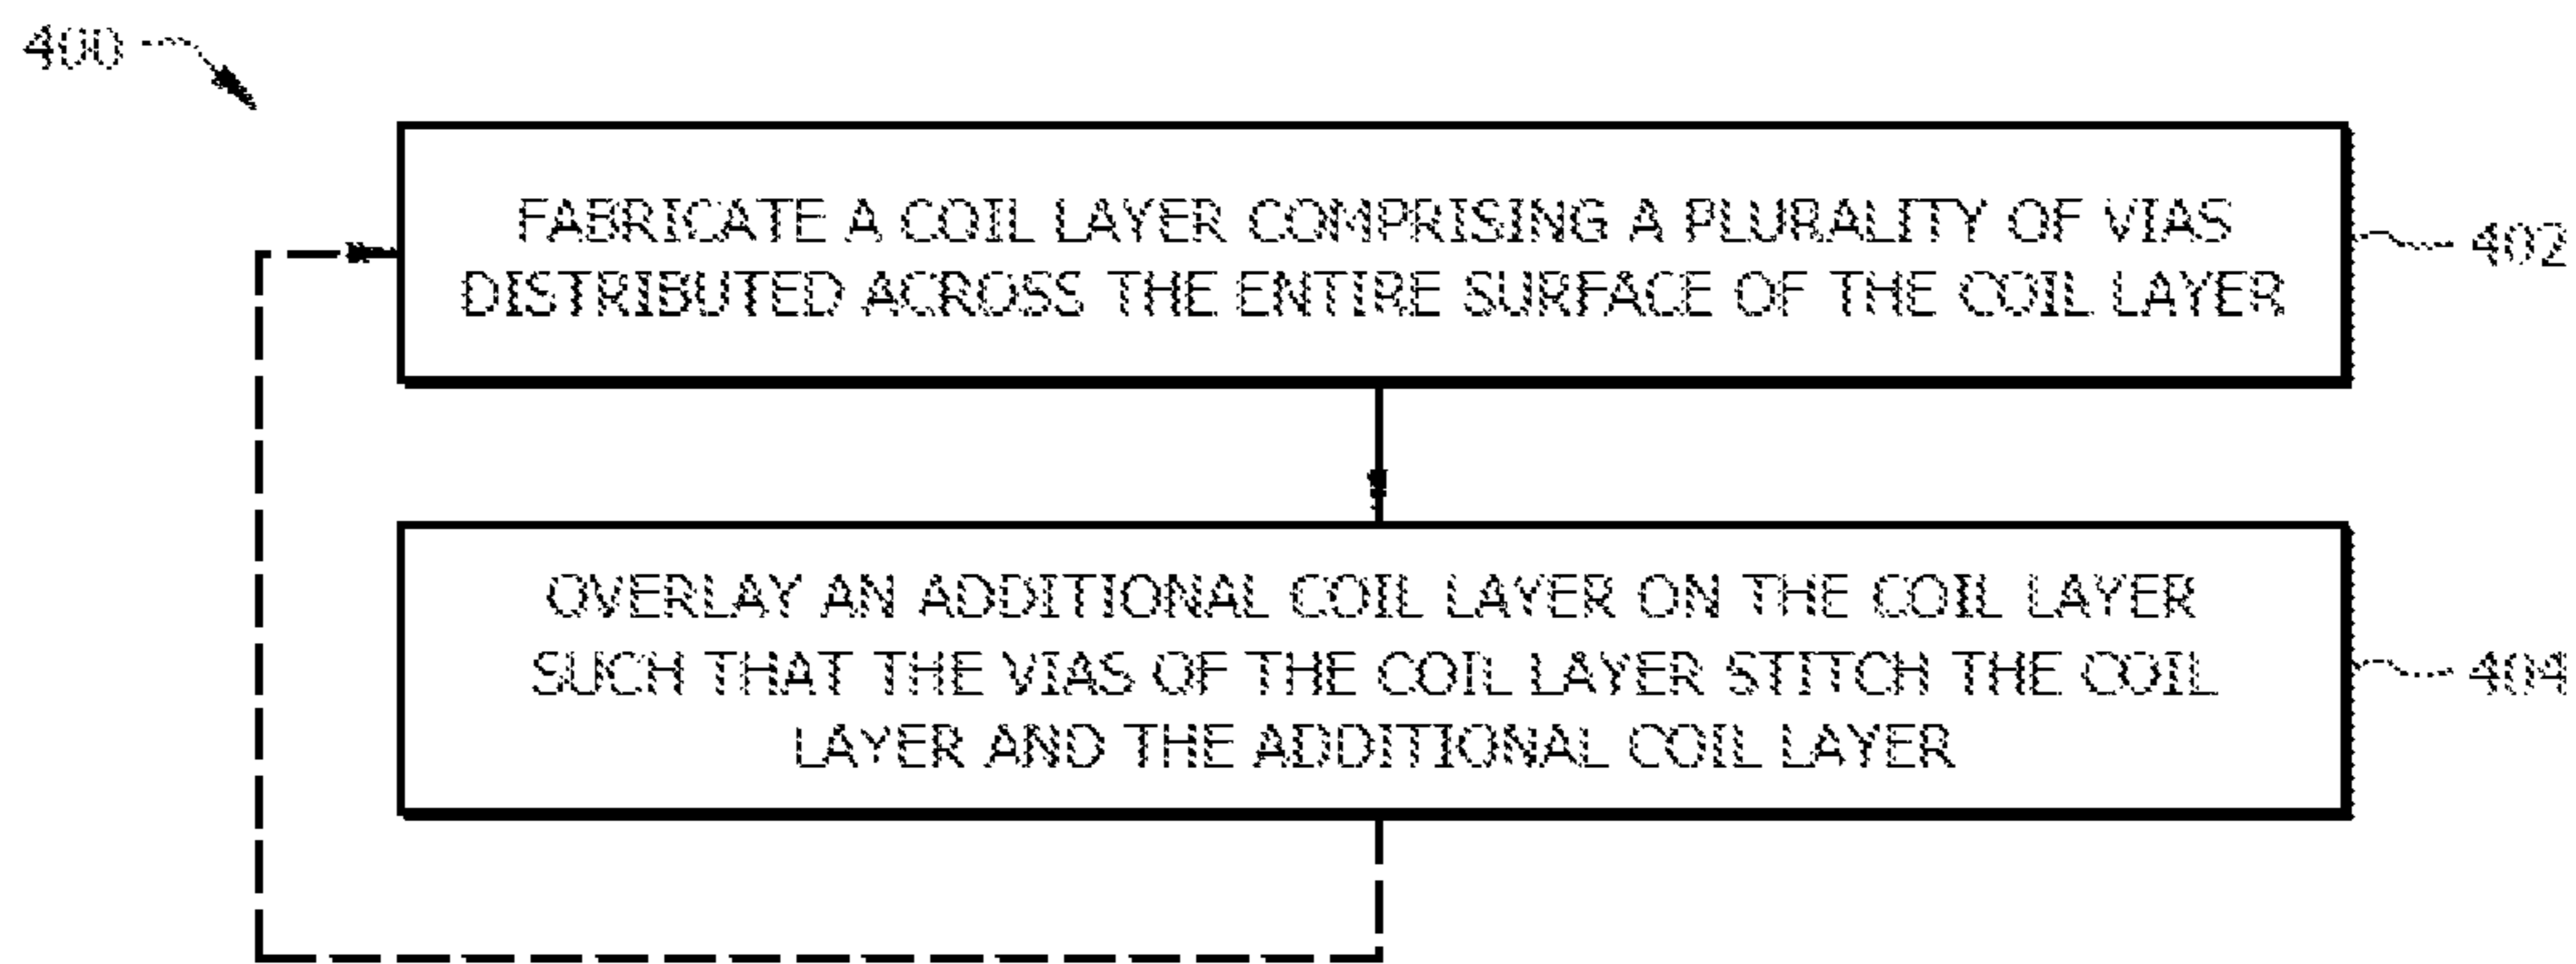 400
FABRICATE A COIL LAYER COMPRISING A PLURALITY OF VIAS
DISTRIBUTED ACROSS THE ENTIRE SURFACE OF THE COIL LAYER
402
OVERLAY AN ADDITIONAL COIL LAYER ON THE COIL LAYER
SUCH THAT THE VIAS OF THE COIL LAYER STITCH THE COIL
LAYER AND THE ADDITIONAL COIL LAYER
404